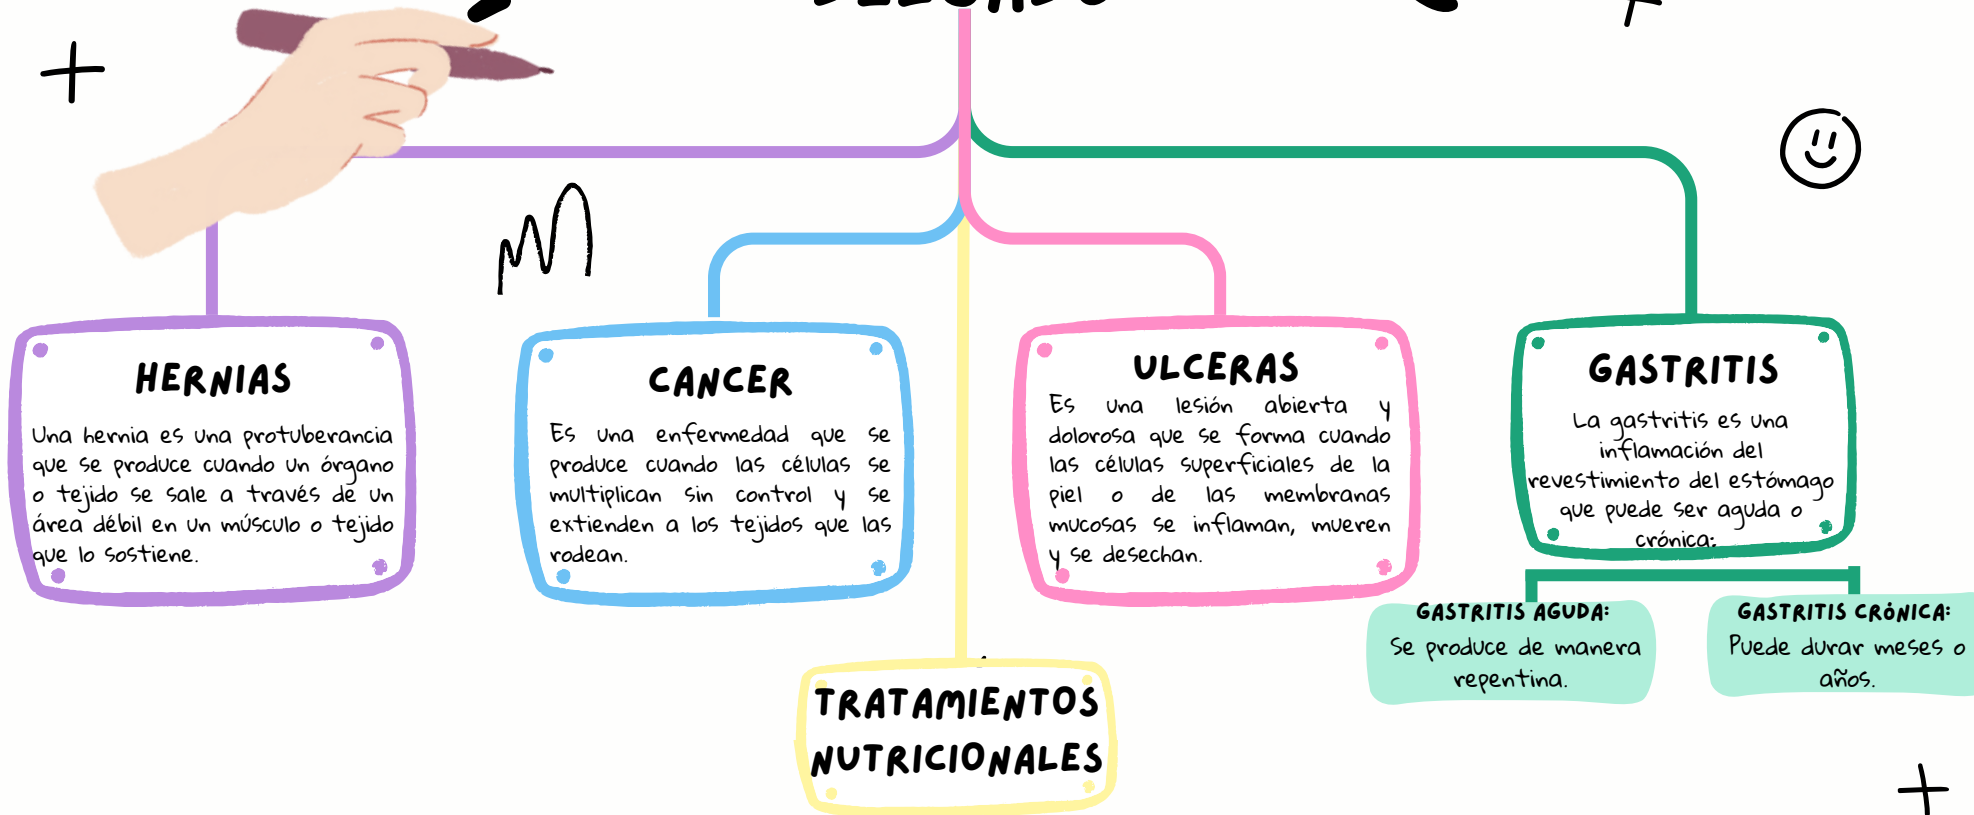 HERNIAS
Una hernia es una protuberancia
que se produce cuando un órgano
o tejido se sale a través de un
área débil en un músculo o tejido
que lo sostiene.
CANCER
Es una enfermedad que se
produce cuando las células se
multiplican sin control y se
extienden a los tejidos que las
rodean.
ULCERAS
Es una lesión abierta y
dolorosa que se forma cuando
las células superficiales de la
piel o de las membranas
mucosas se inflaman, mueren
y se desechan.
GASTRITIS
La gastritis es una
inflamación del
revestimiento del estómago
que puede ser aguda o
crónica:
GASTRITIS AGUDA:
Se produce de manera
repentina.
GASTRITIS CRÓNICA:
Puede durar meses o
años.
TRATAMIENTOS
NUTRICIONALES